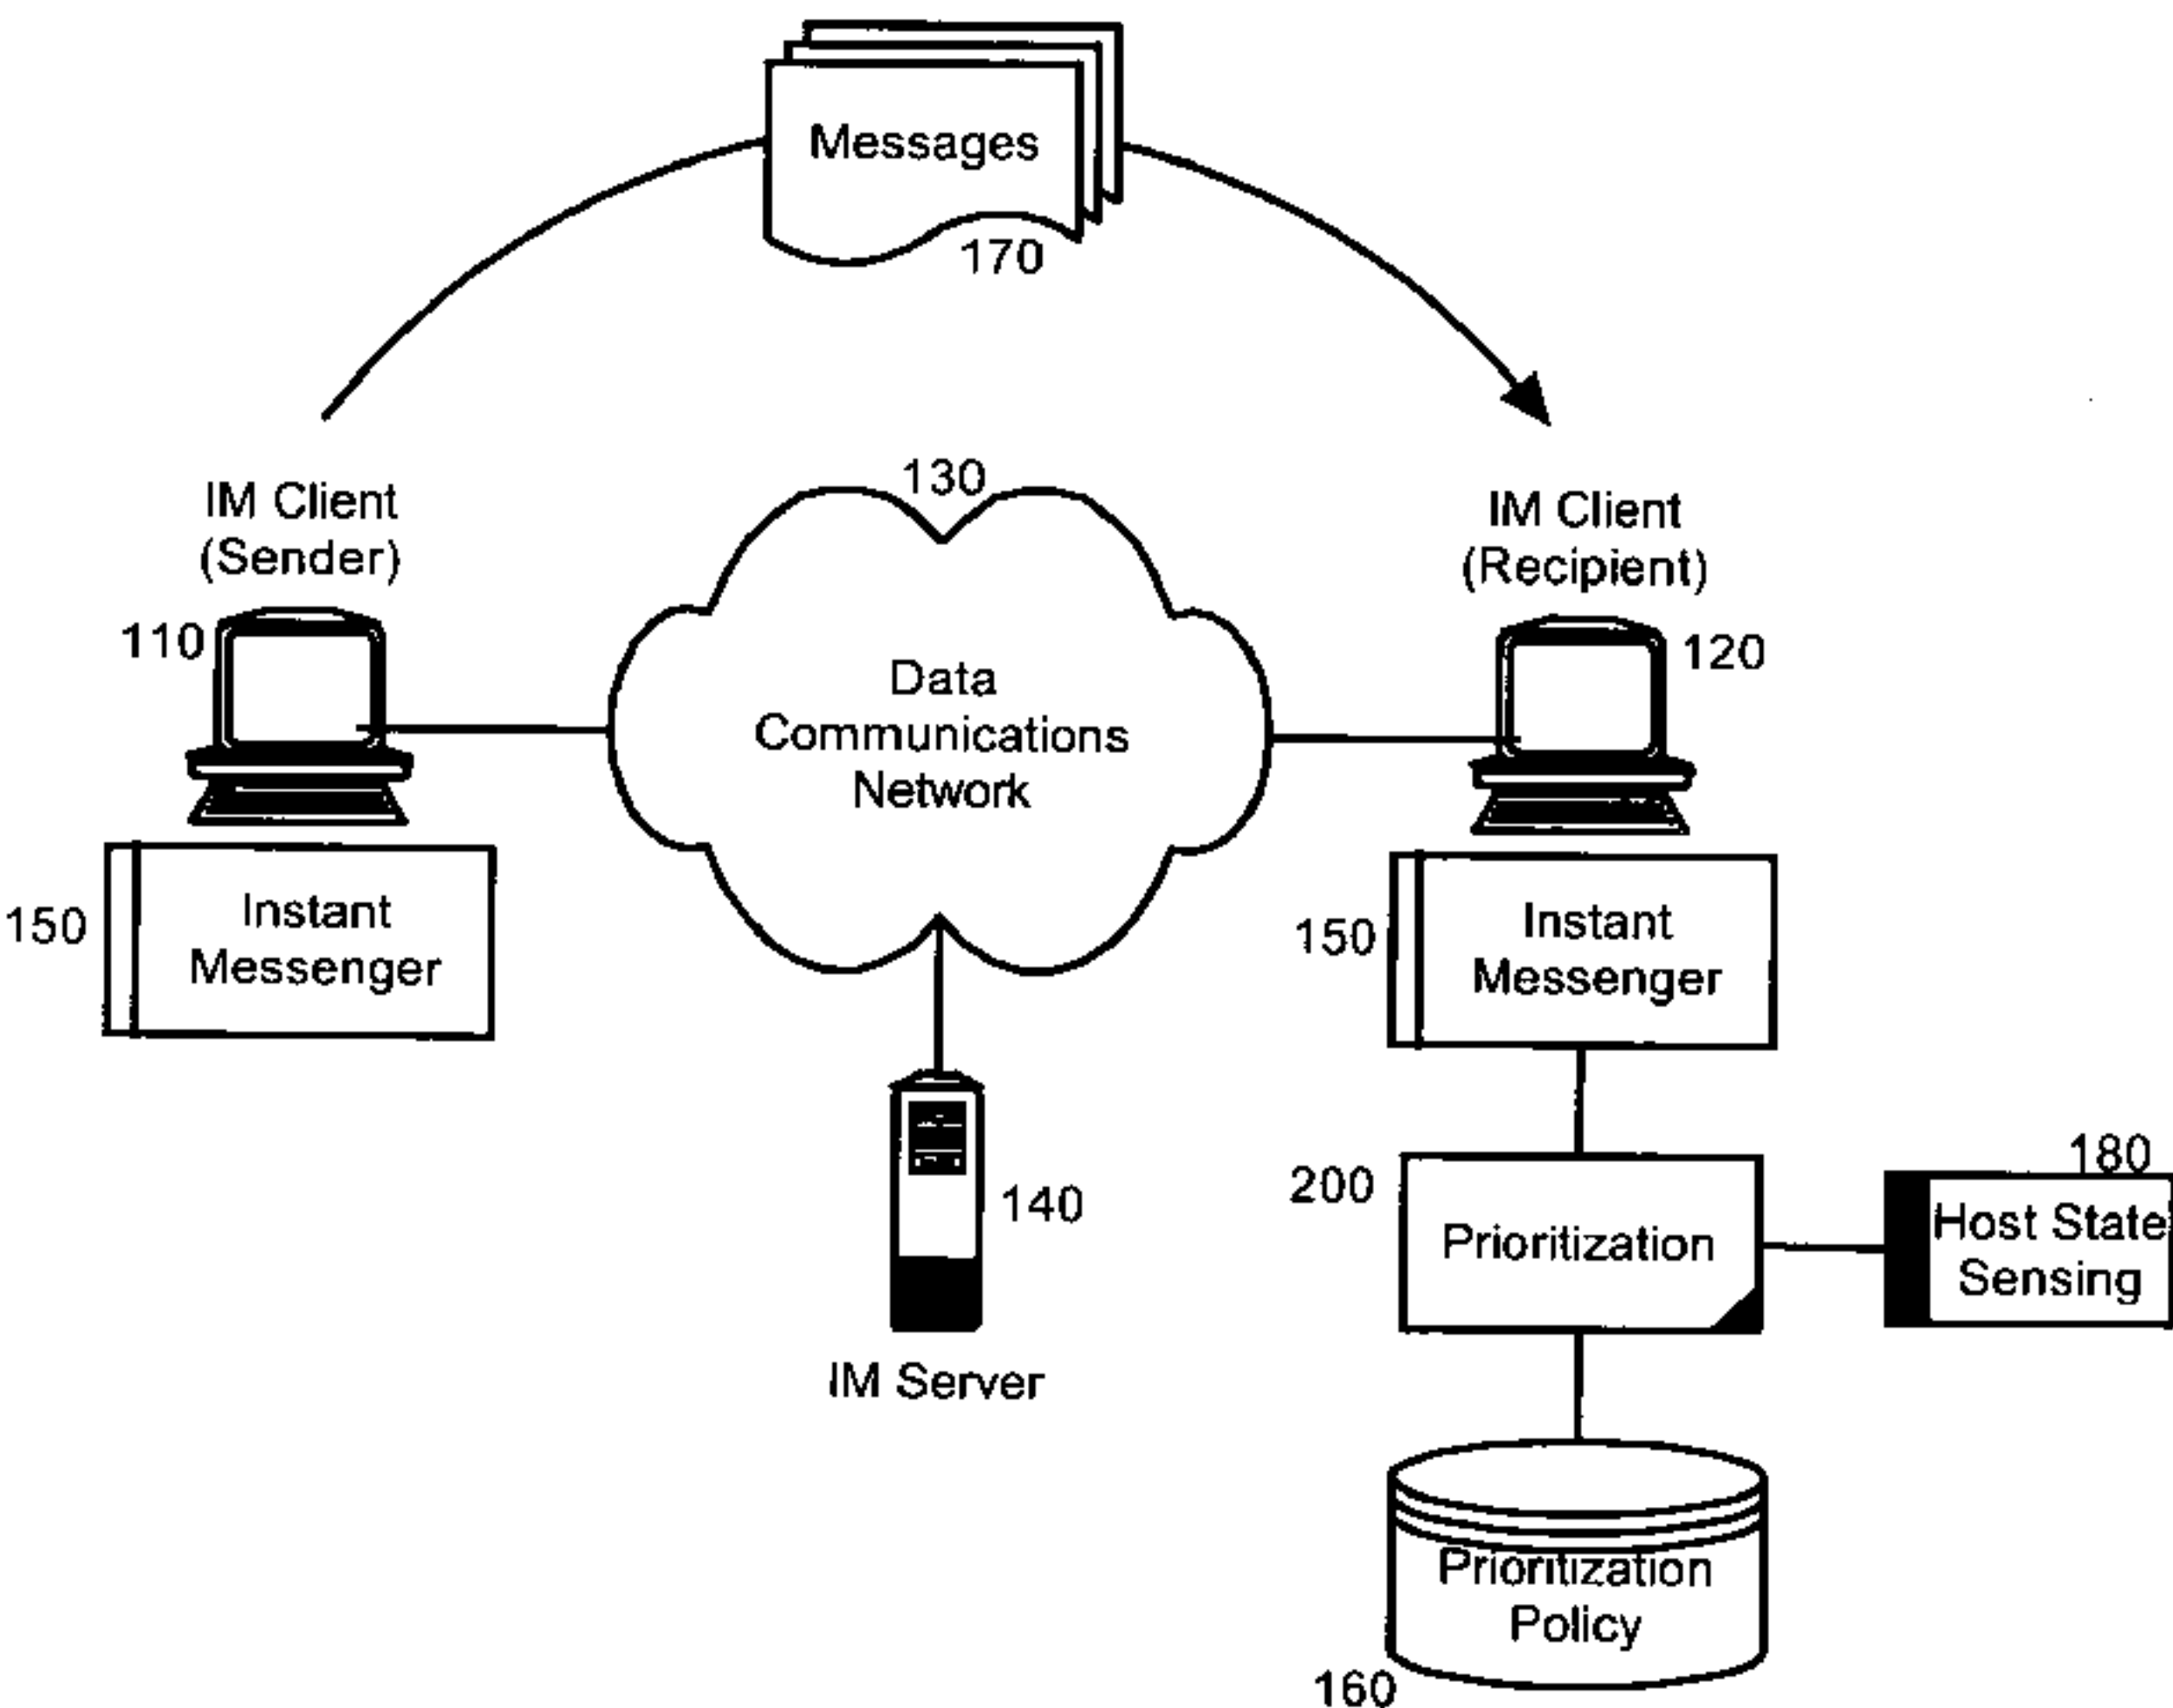 Messages
170
130
IM Client
(Sender)
IM Client
(Recipient)
110
120
Data
Communications
Network
150
Instant
Messenger
150
Instant
Messenger
140
IM Server
200
Prioritization
180
Host State
Sensing
Prioritization
Policy
160